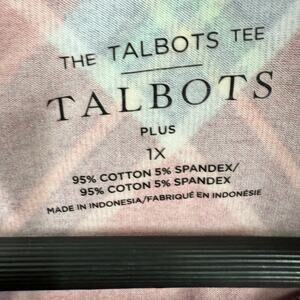 THE TALBOTS TEE
TALBOTS
PLUS
1X
95% COTTON 5% SPANDEX/
95% COTON 5% SPANDEX
MADE IN INDONESIA/FABRIQUÉ EN INDONÉSIE